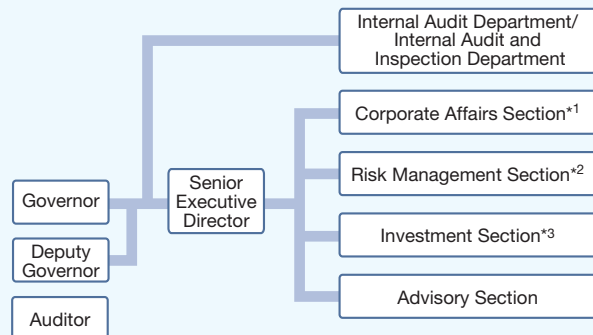 Internal Audit Department/
Internal Audit and
Inspection Department
Corporate Affairs Section*1
Risk Management Section*2
Investment Section*3
Advisory Section
Senior
Executive
Director
Governor
Deputy
Governor
Auditor